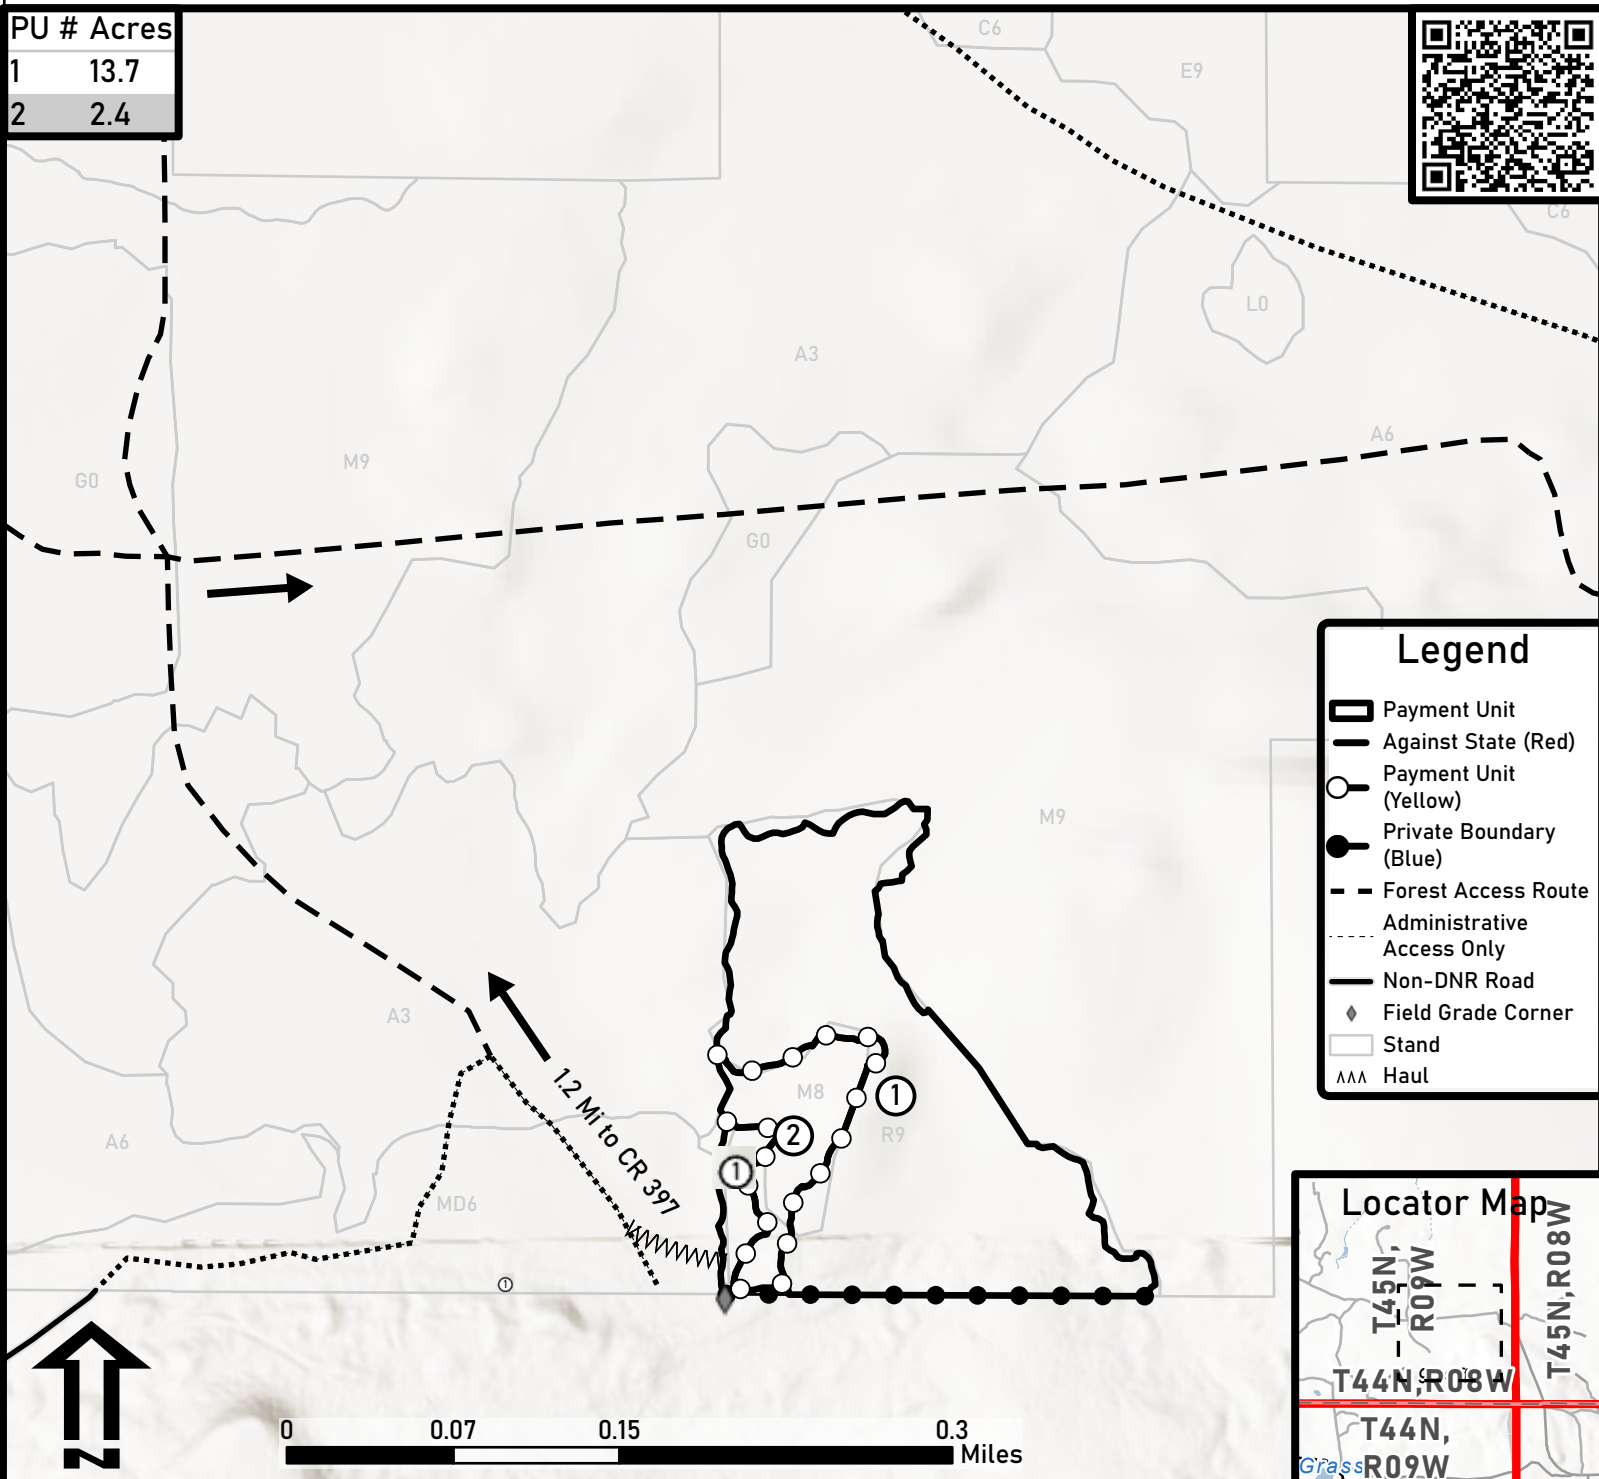 PU # Acres
1 13.7
2 2.4
C6
E9
C6
L0
A3
A6
M9
G0
G0
M9
Legend
Payment Unit
Against State (Red)
Payment Unit
(Yellow)
Private Boundary
(Blue)
Forest Access Route
Administrative
Access Only
Non-DNR Road
Field Grade Corner
Stand
Haul
A3
1.2 Mi to CR 397
M8
1
R9
2
1
A6
MD6
1
N
0 0.07 0.15 0.3
Miles
Locator Map
T45N,
R09W
T45N,R08W
T44N,R08W
T44N,
R09W
Grass